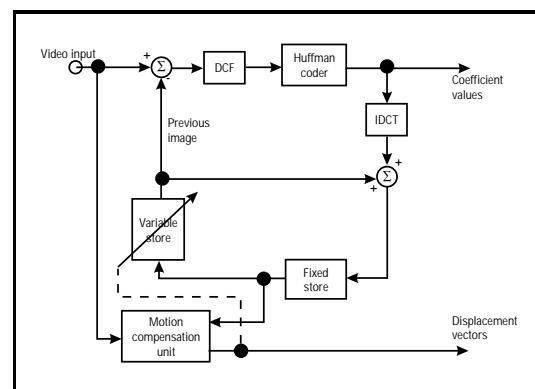 Video input
+
Σ
-
DCF
Huffman
coder
Coefficient
values
Previous
image
IDCT
+
+
Σ
Variable
store
Fixed
store
Motion
compensation
unit
Displacement
vectors